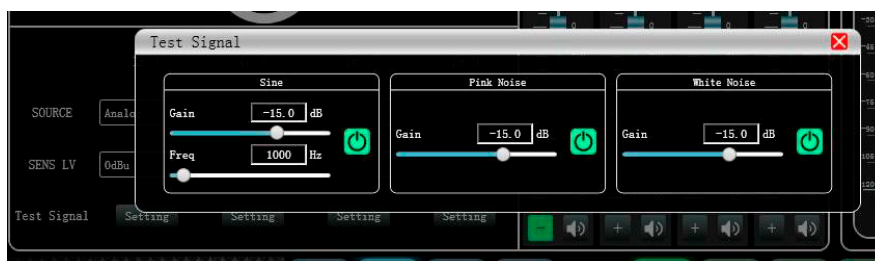 Test Signal
Sine
Pink Noise
White Noise
Gain -15.0 dB
Gain -15.0 dB
Gain -15.0 dB
Freq 1000 Hz
SOURCE Analo
SENS LV 0dBu
Test Signal Setting Setting Setting Setting